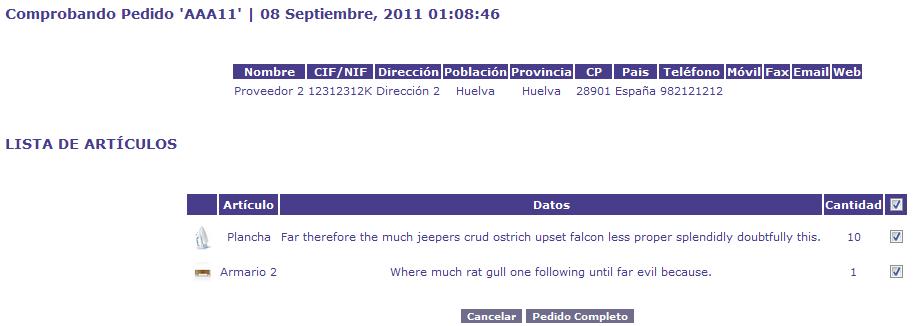 Comprobando Pedido 'AAA11' | 08 Septiembre, 2011 01:08:46
Nombre CIF/NIF Dirección Población Provincia CP Pais Teléfono Móvil Fax Email Web
Proveedor 2 12312312K Dirección 2 Huelva Huelva 28901 España 982121212
LISTA DE ARTÍCULOS
Artículo Datos Cantidad
Plancha Far therefore the much jeepers crud ostrich upset falcon less proper splendidly doubtfully this. 10
Armario 2 Where much rat gull one following until far evil because. 1
Cancelar Pedido Completo